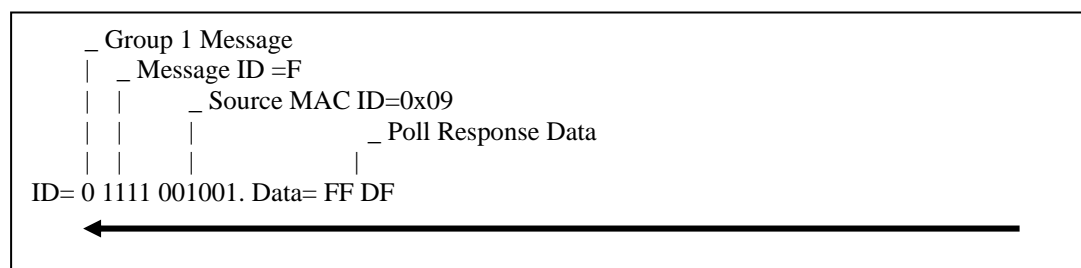 _ Group 1 Message
| _ Message ID =F
| | _ Source MAC ID=0x09
| | | _ Poll Response Data
| | | |
ID= 0 1111 001001. Data= FF DF